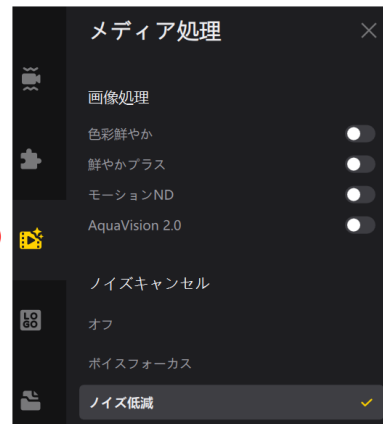 メディア処理
画像処理
色彩鮮やか
鮮やかプラス
モーションND
AquaVision 2.0
ノイズキャンセル
LO
GO
オフ
ボイスフォーカス
ノイズ低減